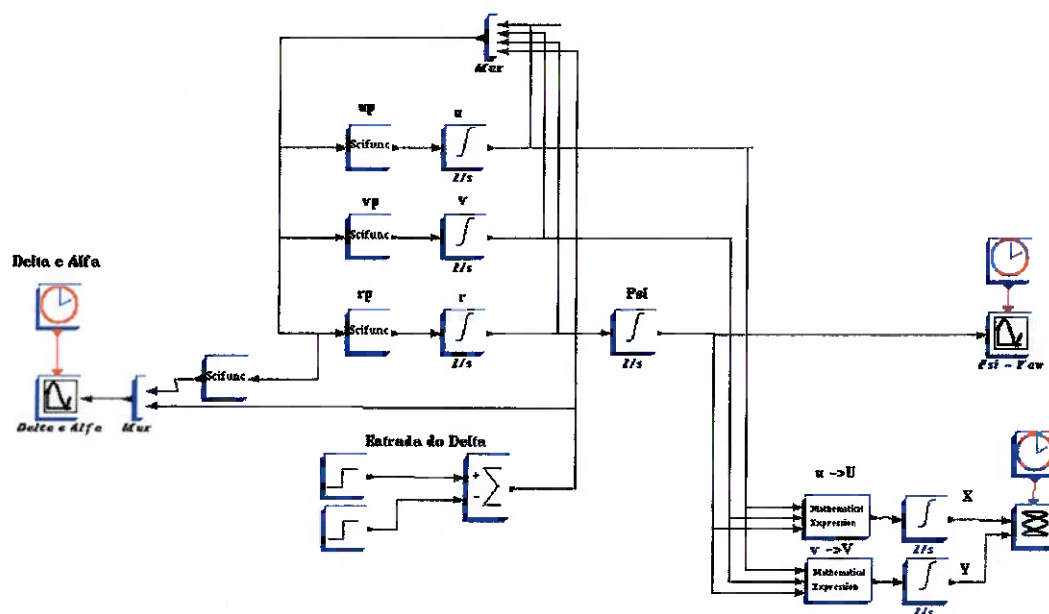 Mux
up
u
Scifunc
1/s
vp
v
Scifunc
1/s
Delta e Alfa
rp
r
Psi
Scifunc
1/s
1/s
Psi - Yaw
Scifunc
Delta e Alfa
Mux
Entrada do Delta
+
-
u ->U
X
Mathematical
Expression
1/s
v ->V
Y
Mathematical
Expression
1/s